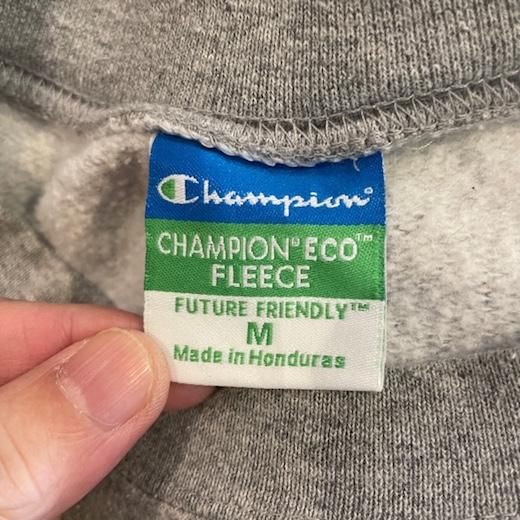 Champion®
CHAMPION® ECO™
FLEECE
FUTURE FRIENDLY™
M
Made in Honduras